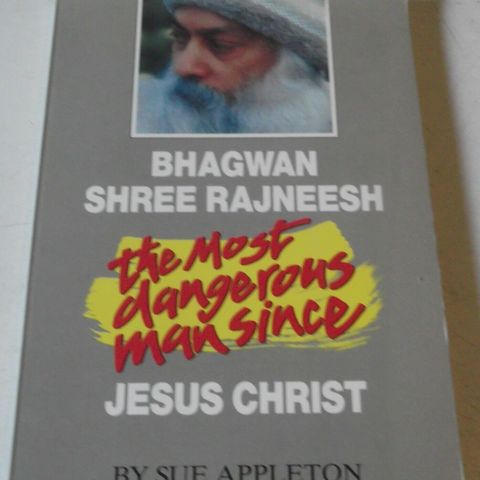 BHAGWAN
SHREE RAJNEESH
the Most
dangerous
man since
JESUS CHRIST
BY SUE APPLETON